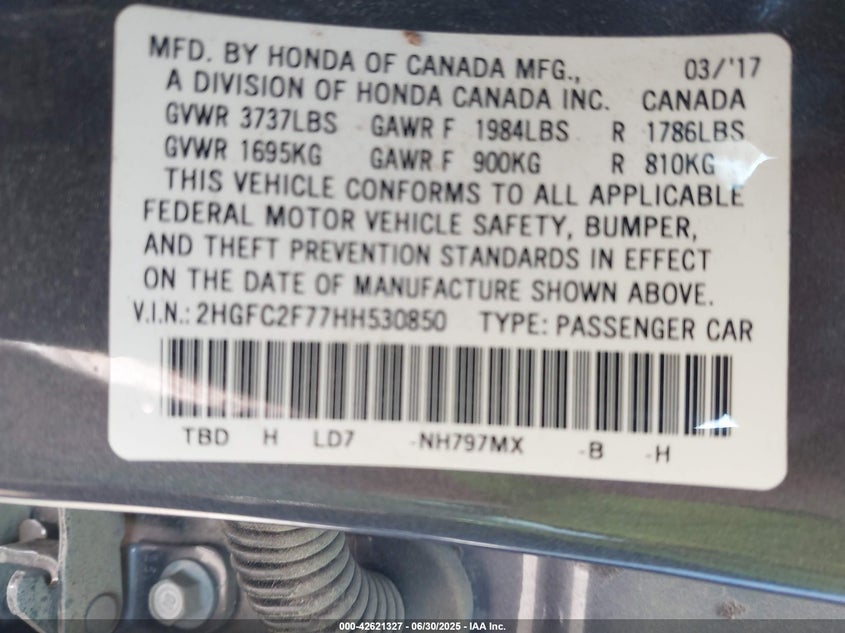 MFD. BY HONDA OF CANADA MFG., 03/'17
A DIVISION OF HONDA CANADA INC. CANADA
GVWR 3737LBS GAWR F 1984LBS R 1786LBS
GVWR 1695KG GAWR F 900KG R 810KG
THIS VEHICLE CONFORMS TO ALL APPLICABLE
FEDERAL MOTOR VEHICLE SAFETY, BUMPER,
AND THEFT PREVENTION STANDARDS IN EFFECT
ON THE DATE OF MANUFACTURE SHOWN ABOVE.
V.I.N.: 2HGFC2F77HH530850 TYPE: PASSENGER CAR
TBD H LD7 -NH797MX -B -H
000-42621327 - 06/30/2025 - IAA Inc.